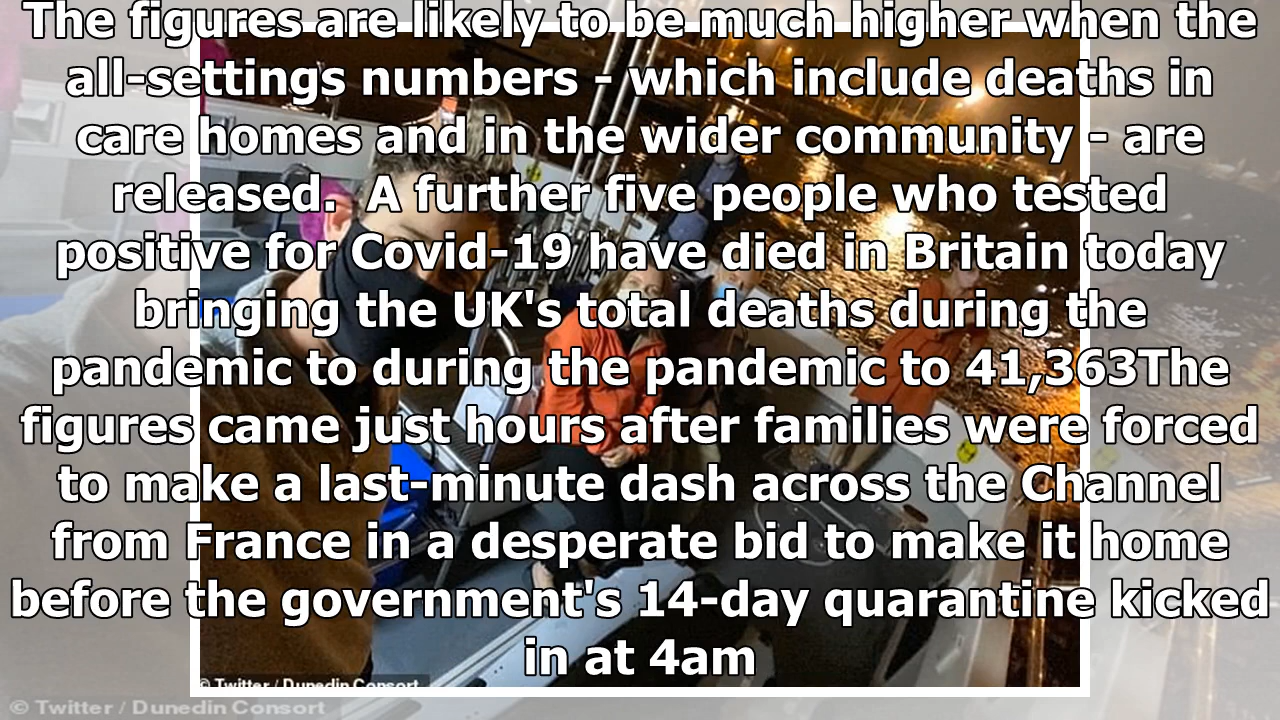 The figures are likely to be much higher when the
all-settings numbers - which include deaths in
care homes and in the wider community - are
released.  A further five people who tested
positive for Covid-19 have died in Britain today
bringing the UK's total deaths during the
pandemic to during the pandemic to 41,363The
figures came just hours after families were forced
to make a last-minute dash across the Channel
from France in a desperate bid to make it home
before the government's 14-day quarantine kicked
in at 4am
© Twitter / Dunedin Consort
© Twitter / Dunedin Consort